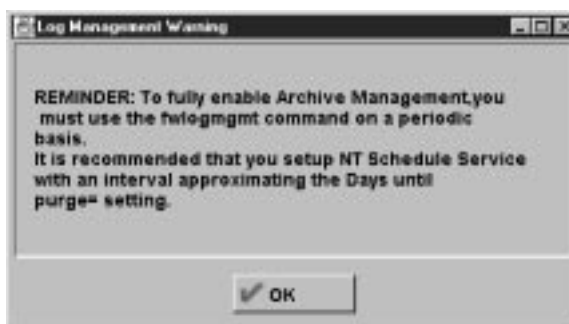 Log Management Warning
REMINDER: To fully enable Archive Management,you
must use the fwlogmgmt command on a periodic
basis.
It is recommended that you setup NT Schedule Service
with an interval approximating the Days until
purge= setting.
OK